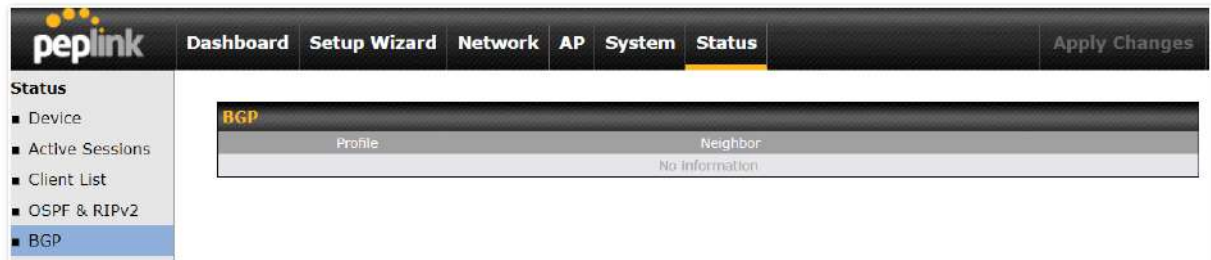 peplink Dashboard Setup Wizard Network AP System Status Apply Changes
Status
Device
Active Sessions
Client List
OSPF & RIPv2
BGP
BGP
Profile Neighbor
No information